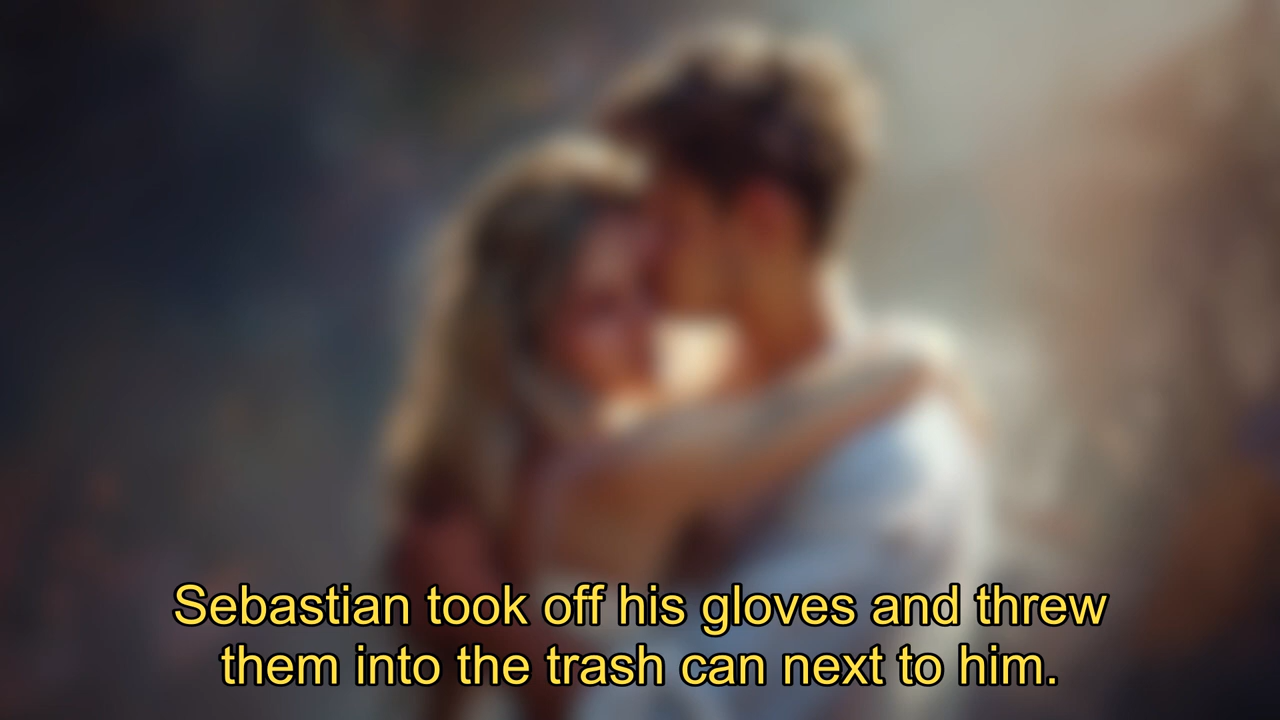 Sebastian took off his gloves and threw
them into the trash can next to him.